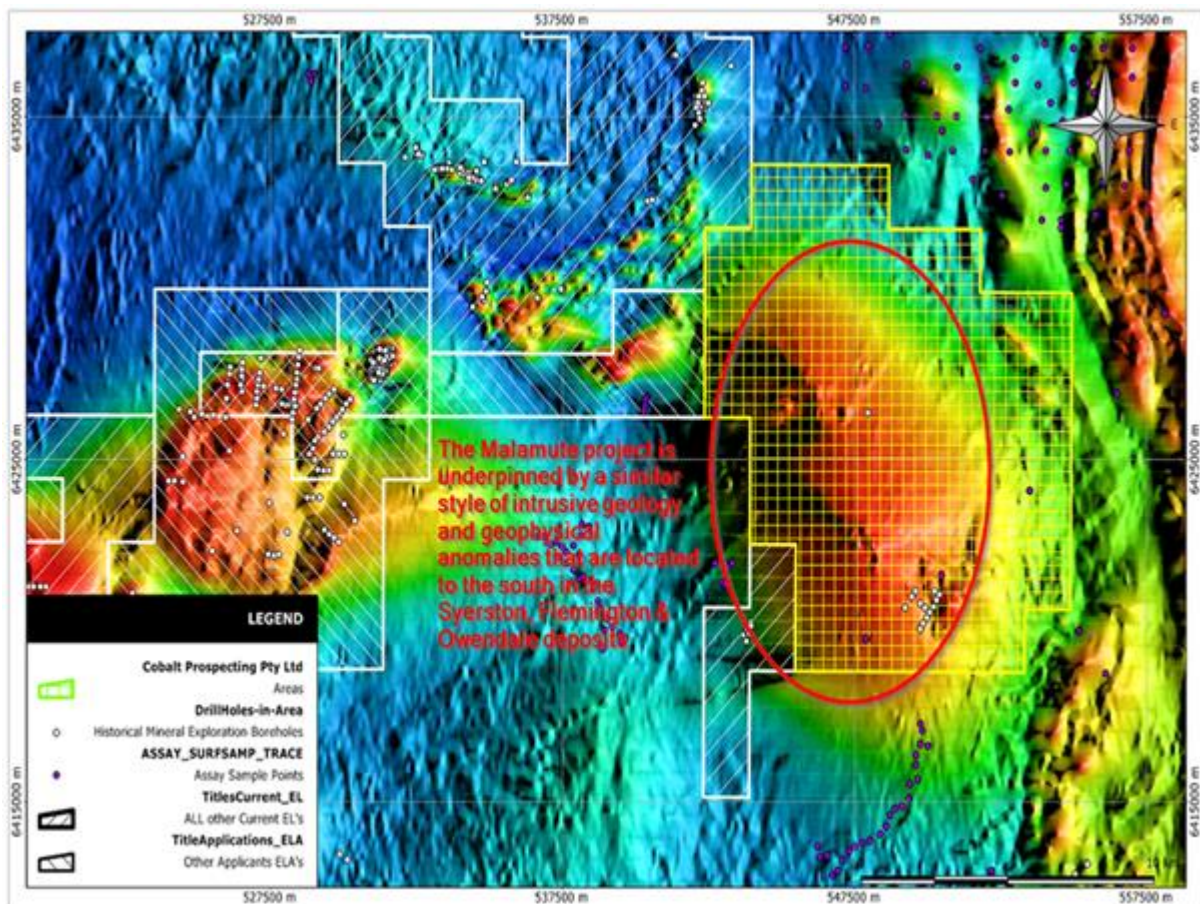 527500 m 537500 m 547500 m 557500 m
6435000 m 6435000 m
6425000 m 6425000 m
6415000 m 6415000 m
The Malamute project is
underpinned by a similar
style of intrusive geology
and geophysical
anomalies that are located
to the south in the
Syerston, Flemington &
Owendale deposits
LEGEND
Cobalt Prospecting Pty Ltd
Areas
DrillHoles-in-Area
Historical Mineral Exploration Boreholes
ASSAY_SURFSAMP_TRACE
Assay Sample Points
TitlesCurrent_EL
ALL other Current EL's
TitleApplications_ELA
Other Applicants ELA's
527500 m 537500 m 547500 m 557500 m